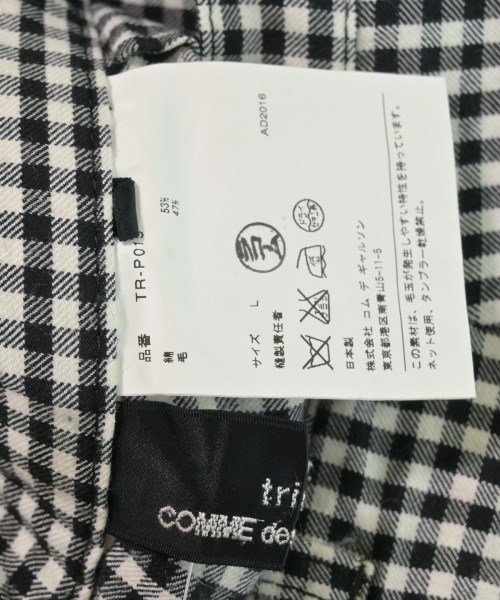 品番 TR-P01
綿 53%
毛 47%
AD2016
サイズ L
縫製責任者
コム
日本製
株式会社 コム デ ギャルソン
東京都港区南青山5-11-5
この素材は、毛玉が発生しやすい特性を持っています。
ネット使用、タンブラー乾燥禁止。
tri
COMME de